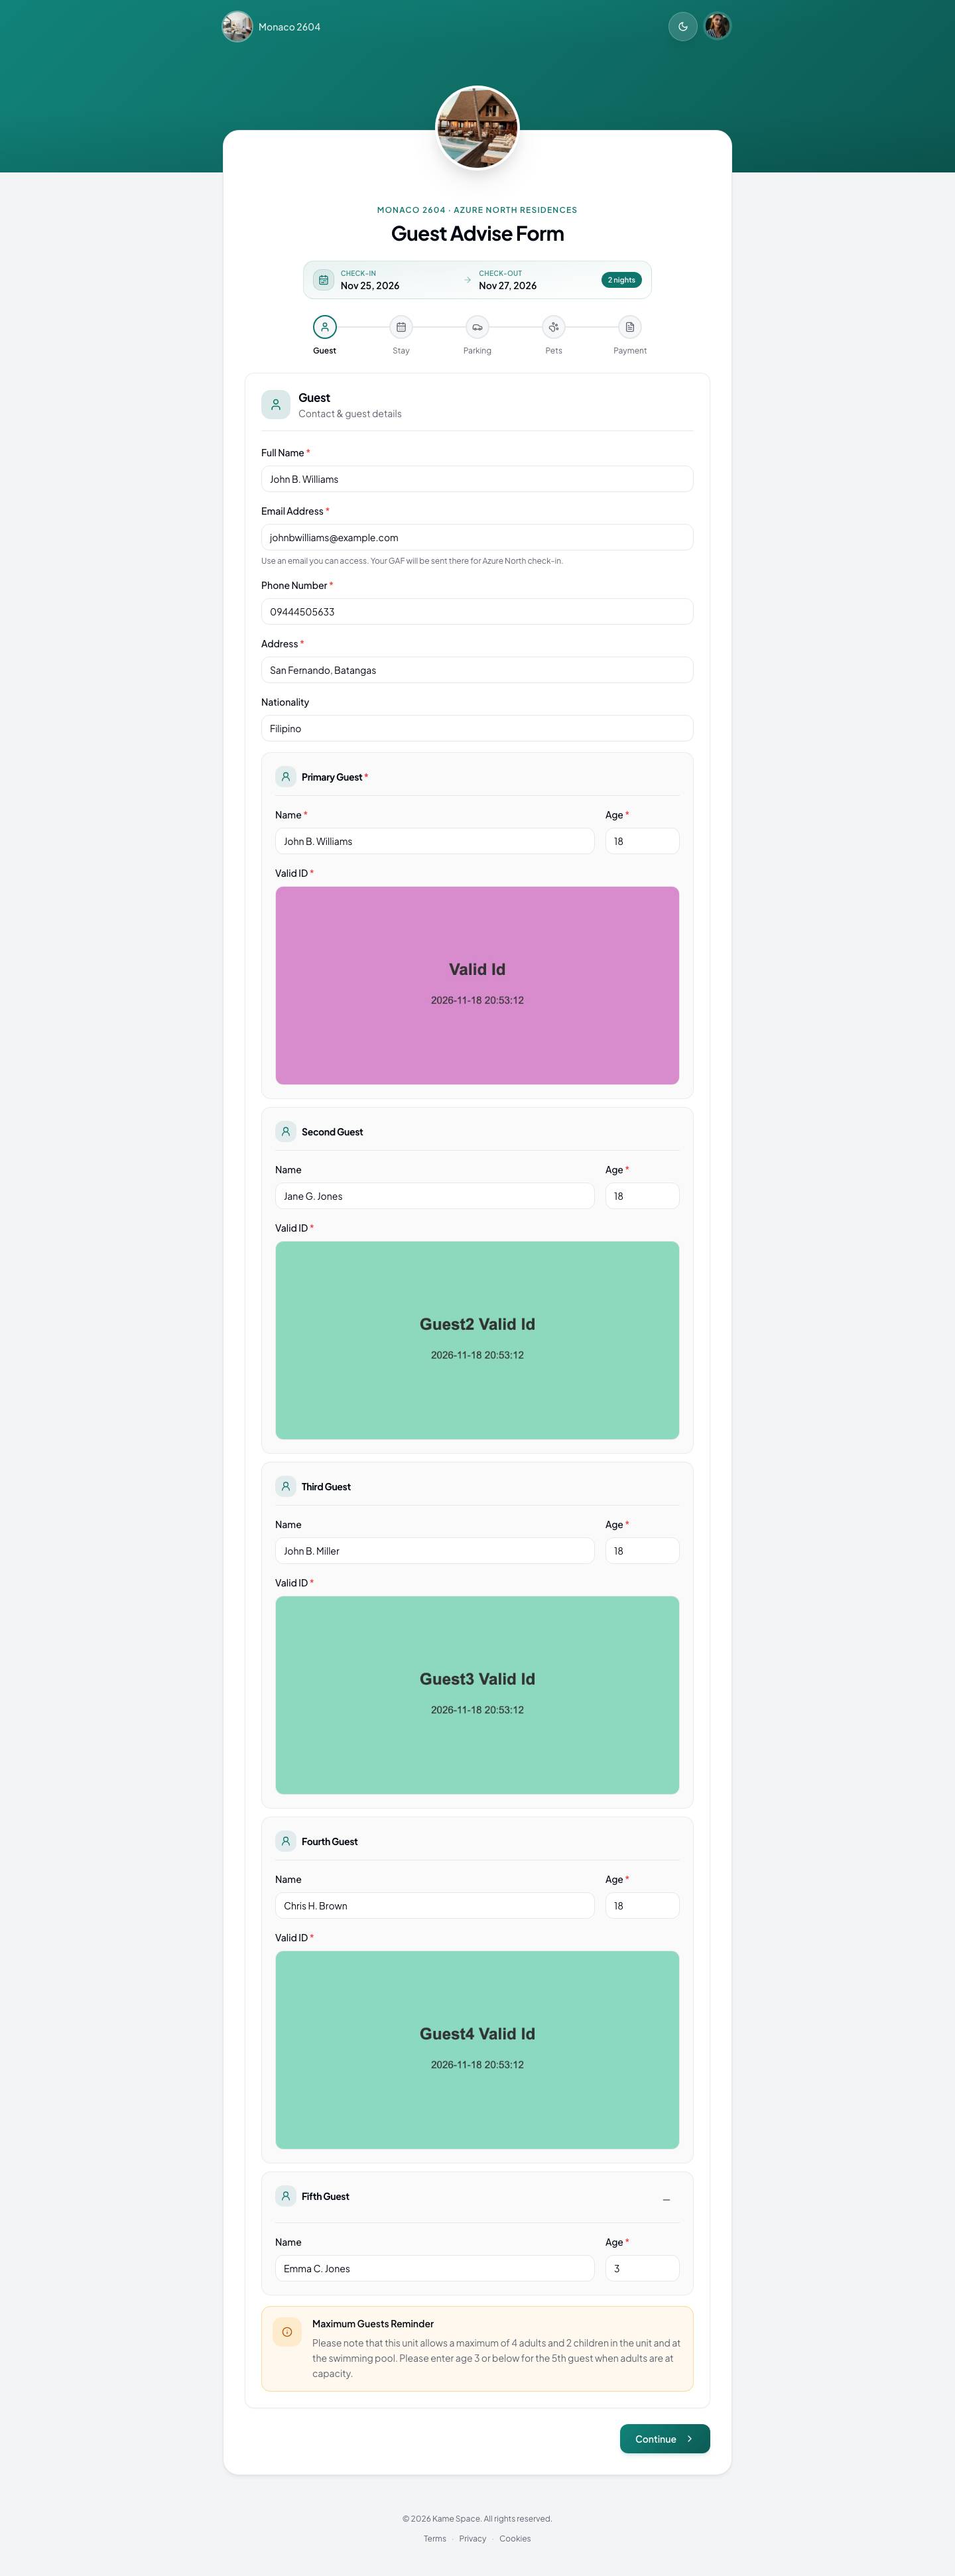 Monaco 2604
MONACO 2604 · AZURE NORTH RESIDENCES
Guest Advise Form
CHECK-IN
Nov 25, 2026
CHECK-OUT
Nov 27, 2026
2 nights
Guest
Stay
Parking
Pets
Payment
Guest
Contact & guest details
Full Name *
John B. Williams
Email Address *
johnbwilliams@example.com
Use an email you can access. Your GAF will be sent there for Azure North check-in.
Phone Number *
09444505633
Address *
San Fernando, Batangas
Nationality
Filipino
Primary Guest *
Name *
Age *
John B. Williams
18
Valid ID *
Valid Id
2026-11-18 20:53:12
Second Guest
Name
Age *
Jane G. Jones
18
Valid ID *
Guest2 Valid Id
2026-11-18 20:53:12
Third Guest
Name
Age *
John B. Miller
18
Valid ID *
Guest3 Valid Id
2026-11-18 20:53:12
Fourth Guest
Name
Age *
Chris H. Brown
18
Valid ID *
Guest4 Valid Id
2026-11-18 20:53:12
Fifth Guest
Name
Age *
Emma C. Jones
3
Maximum Guests Reminder
Please note that this unit allows a maximum of 4 adults and 2 children in the unit and at
the swimming pool. Please enter age 3 or below for the 5th guest when adults are at
capacity.
Continue
© 2026 Kame Space. All rights reserved.
Terms · Privacy · Cookies